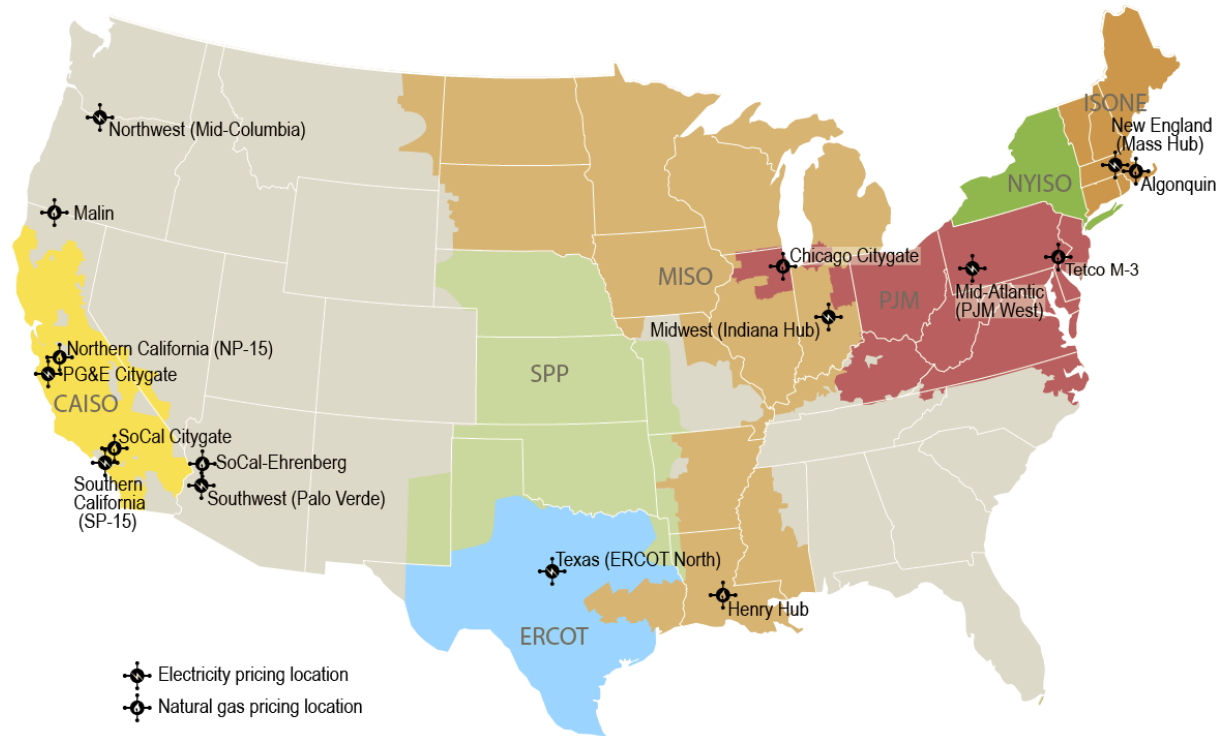 ISONE
New England
(Mass Hub)
Northwest (Mid-Columbia)
NYISO
Algonquin
Malin
Chicago Citygate
MISO
Tetco M-3
PJM
Mid-Atlantic
(PJM West)
Midwest (Indiana Hub)
Northern California (NP-15)
PG&E Citygate
SPP
CAISO
SoCal Citygate
SoCal-Ehrenberg
Southern
California
(SP-15)
Southwest (Palo Verde)
Texas (ERCOT North)
Henry Hub
ERCOT
Electricity pricing location
Natural gas pricing location